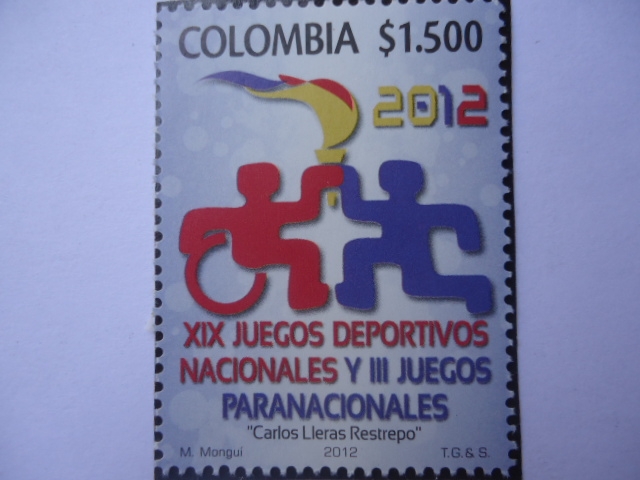 COLOMBIA $1.500
2012
XIX JUEGOS DEPORTIVOS
NACIONALES Y III JUEGOS
PARANACIONALES
"Carlos Lleras Restrepo"
M. Monguí 2012 T.G. & S.